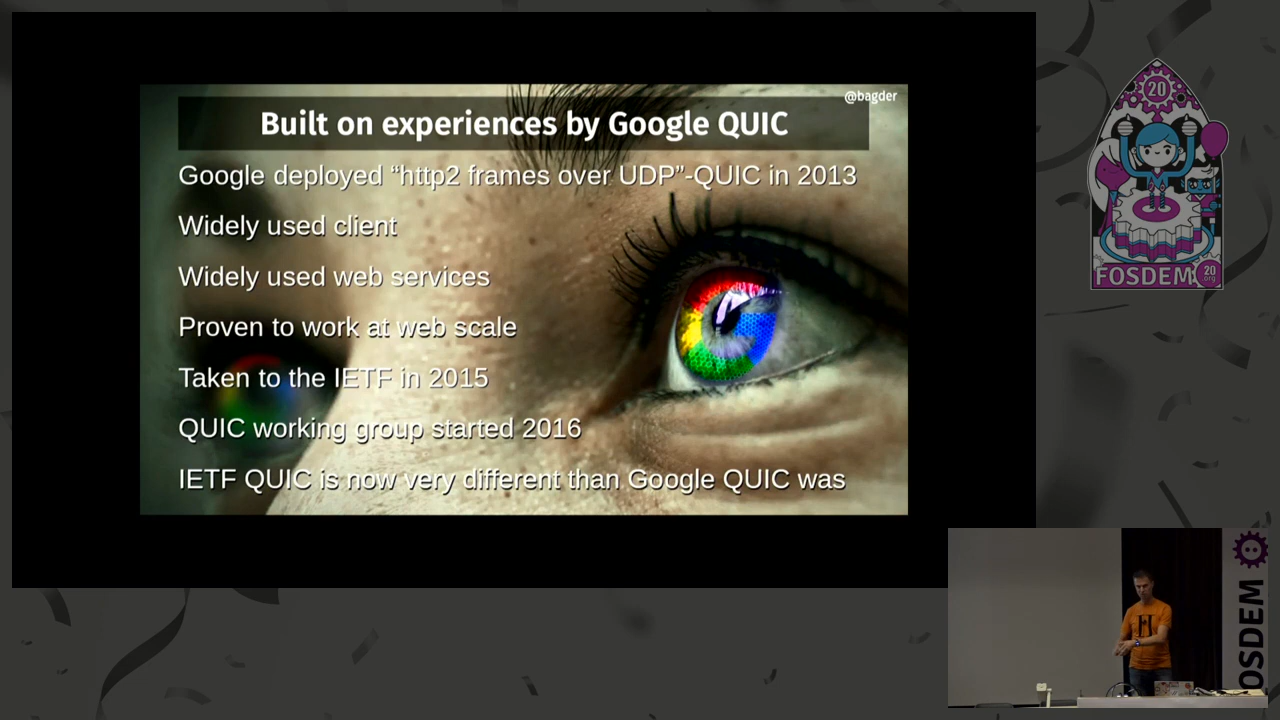 @bagder
Built on experiences by Google QUIC
Google deployed “http2 frames over UDP”-QUIC in 2013
Widely used client
Widely used web services
Proven to work at web scale
Taken to the IETF in 2015
QUIC working group started 2016
IETF QUIC is now very different than Google QUIC was
20
FOSDEM
20
.org
H
OSDEM